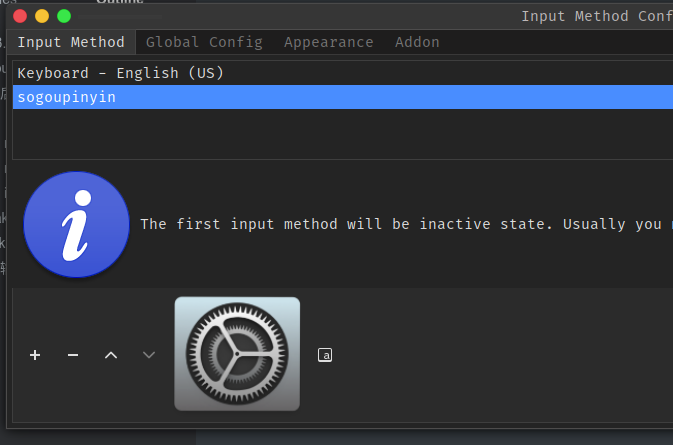 Outline
Input Method Conf
Input Method Global Config Appearance Addon
Keyboard - English (US)
sogoupinyin
The first input method will be inactive state. Usually you
a